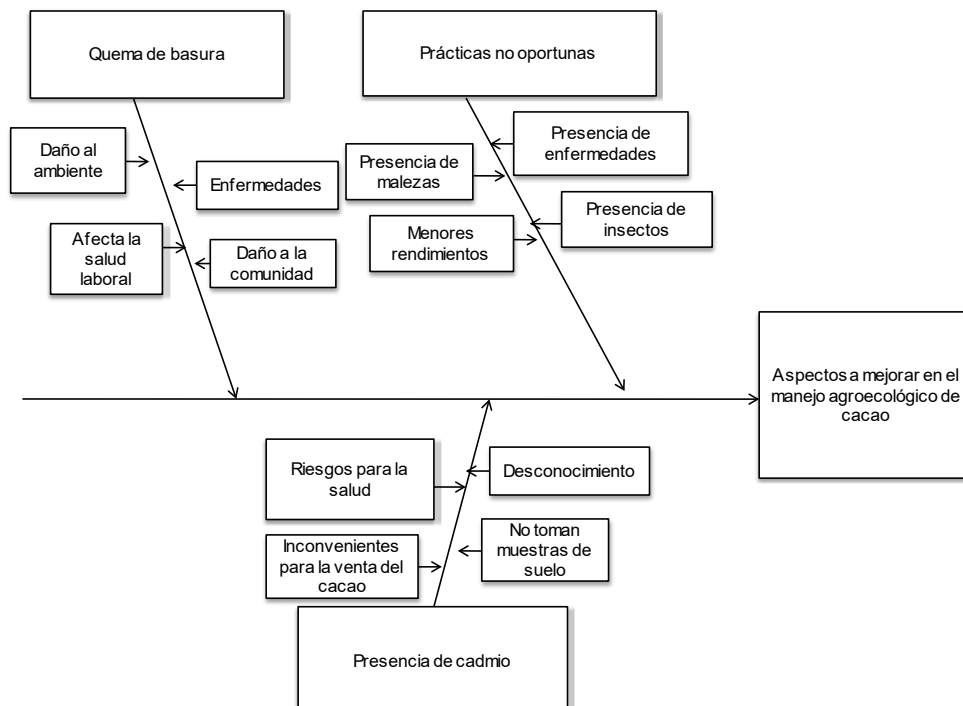 Quema de basura
Prácticas no oportunas
Daño al
ambiente
Enfermedades
Afecta la
salud
laboral
Daño a la
comunidad
Presencia de
enfermedades
Presencia de
malezas
Presencia de
insectos
Menores
rendimientos
Aspectos a mejorar en el
manejo agroecológico de
cacao
Riesgos para la
salud
Desconocimiento
Inconvenientes
para la venta del
cacao
No toman
muestras de
suelo
Presencia de cadmio